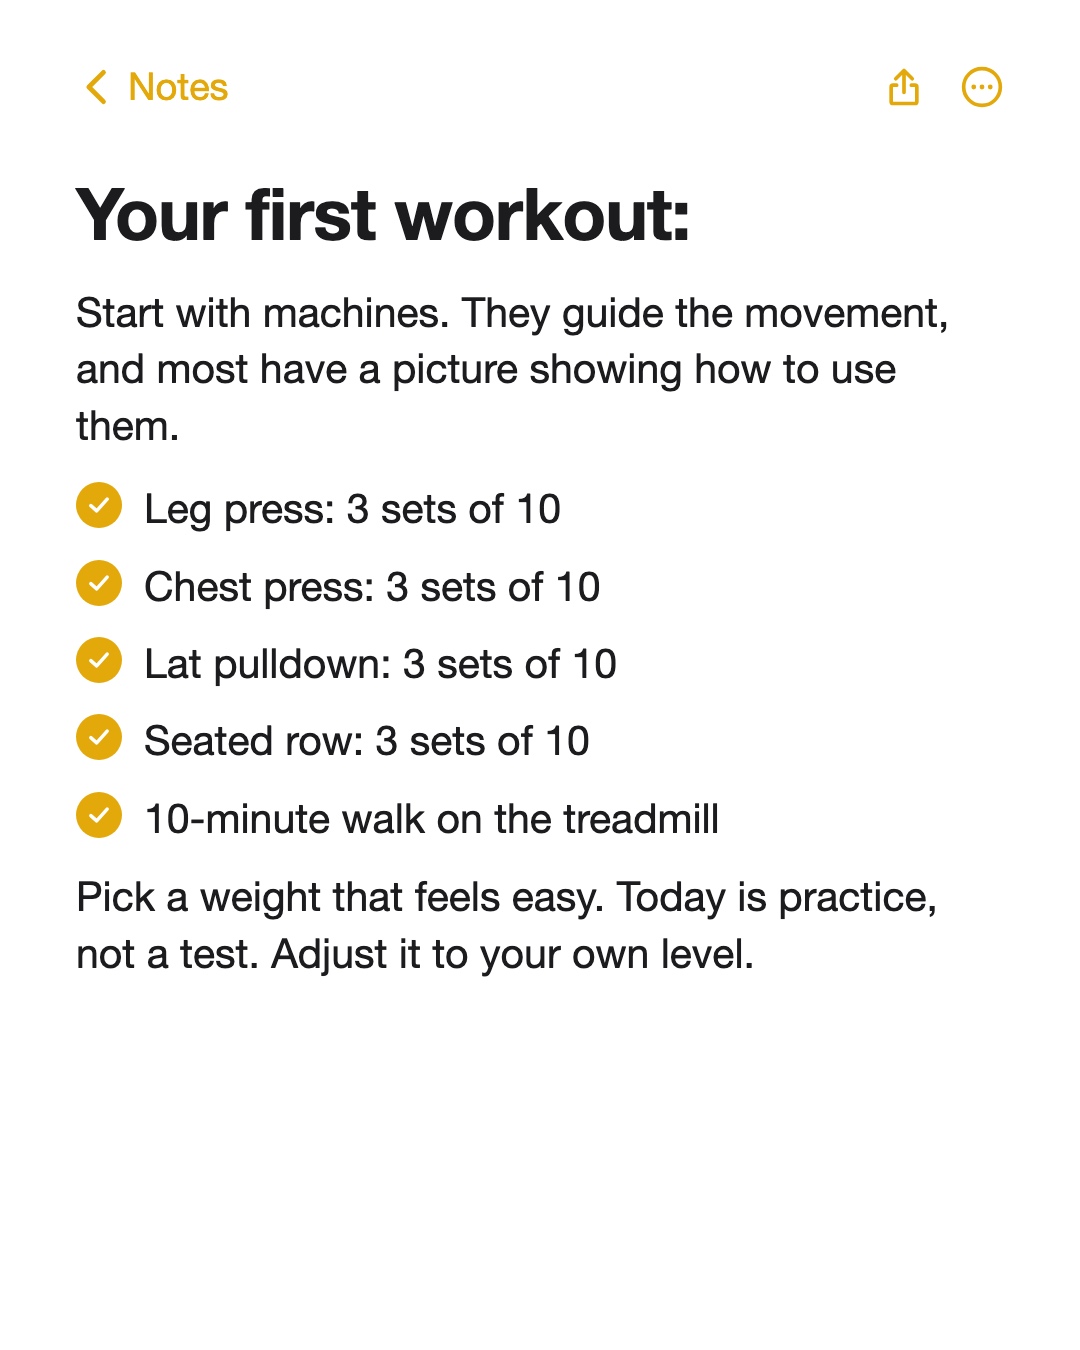 Notes
Your first workout:
Start with machines. They guide the movement,
and most have a picture showing how to use
them.
Leg press: 3 sets of 10
Chest press: 3 sets of 10
Lat pulldown: 3 sets of 10
Seated row: 3 sets of 10
10-minute walk on the treadmill
Pick a weight that feels easy. Today is practice,
not a test. Adjust it to your own level.